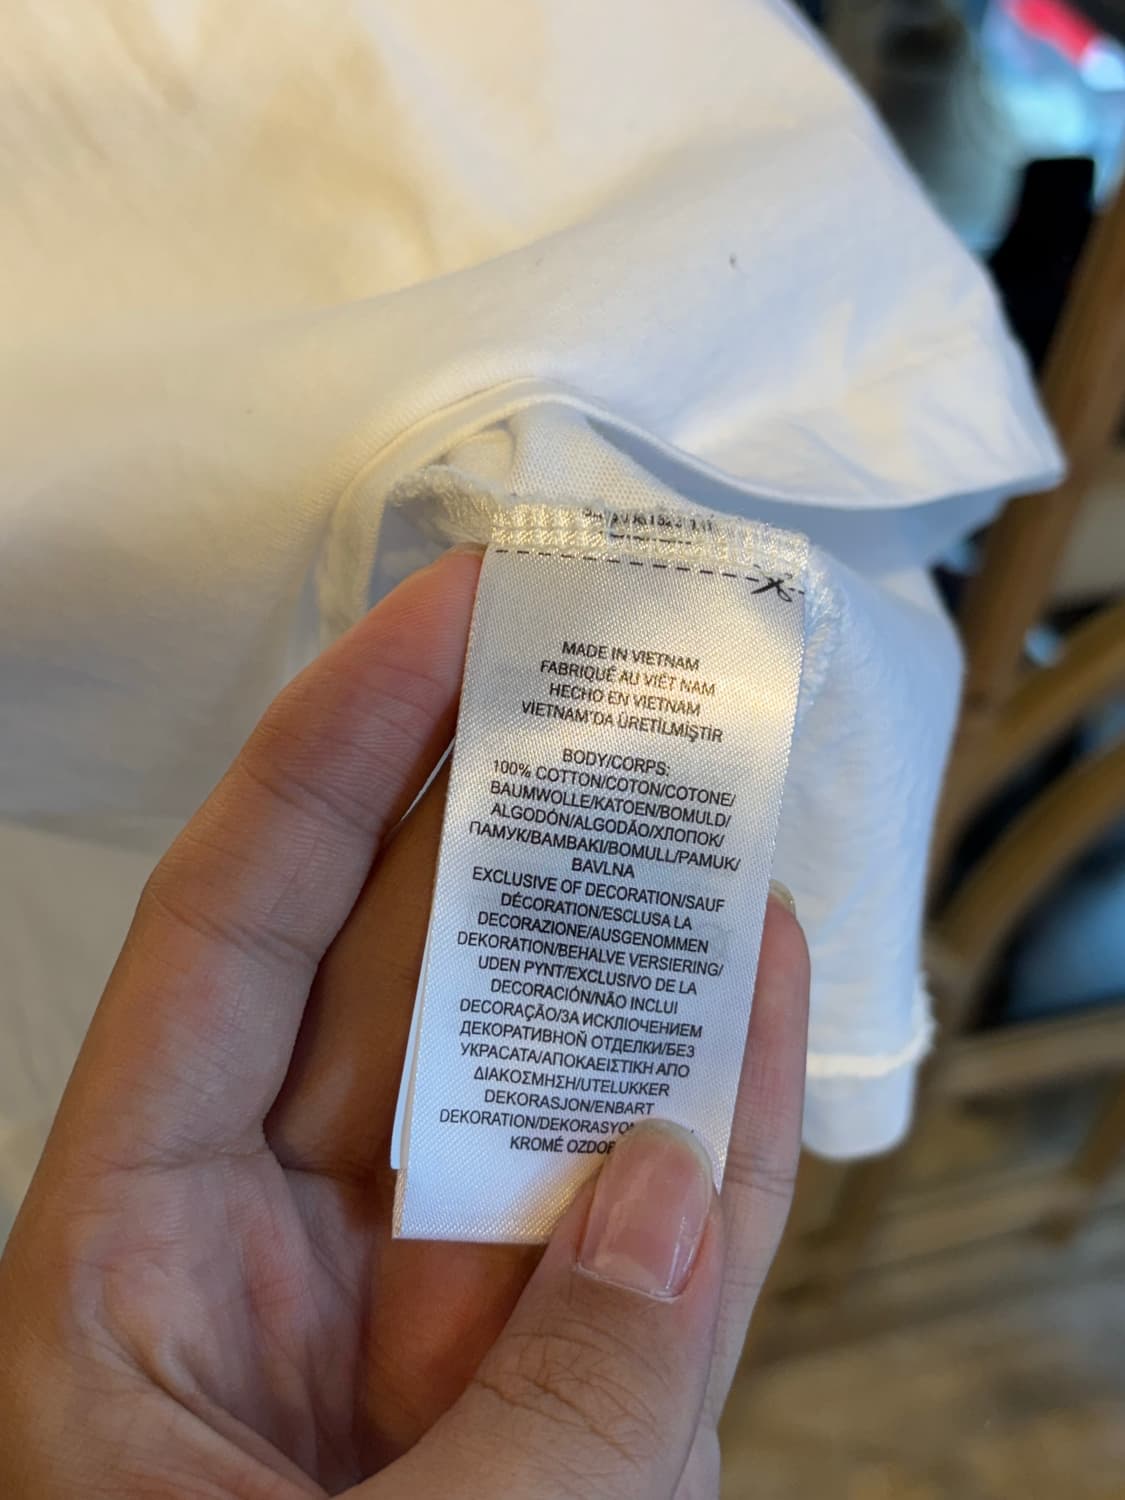 MADE IN VIETNAM
FABRIQUÉ AU VIÊT NAM
HECHO EN VIETNAM
VIETNAM'DA ÜRETİLMİŞTİR
BODY/CORPS:
100% COTTON/COTON/COTONE/
BAUMWOLLE/KATOEN/BOMULD/
ALGODÓN/ALGODÃO/ХЛОПОК/
ПАМУК/ΒΑΜΒΑΚΙ/BOMULL/PAMUK/
BAVLNA
EXCLUSIVE OF DECORATION/SAUF
DÉCORATION/ESCLUSA LA
DECORAZIONE/AUSGENOMMEN
DEKORATION/BEHALVE VERSIERING/
UDEN PYNT/EXCLUSIVO DE LA
DECORACIÓN/NÃO INCLUI
DECORAÇÃO/ЗА ИСКЛЮЧЕНИЕМ
ДЕКОРАТИВНОЙ ОТДЕЛКИ/БЕЗ
УКРАСАТА/ΑΠΟΚΛΕΙΣΤΙΚΗ ΑΠΟ
ΔΙΑΚΟΣΜΗΣΗ/UTELUKKER
DEKORASJON/ENBART
DEKORATION/
KROMĚ